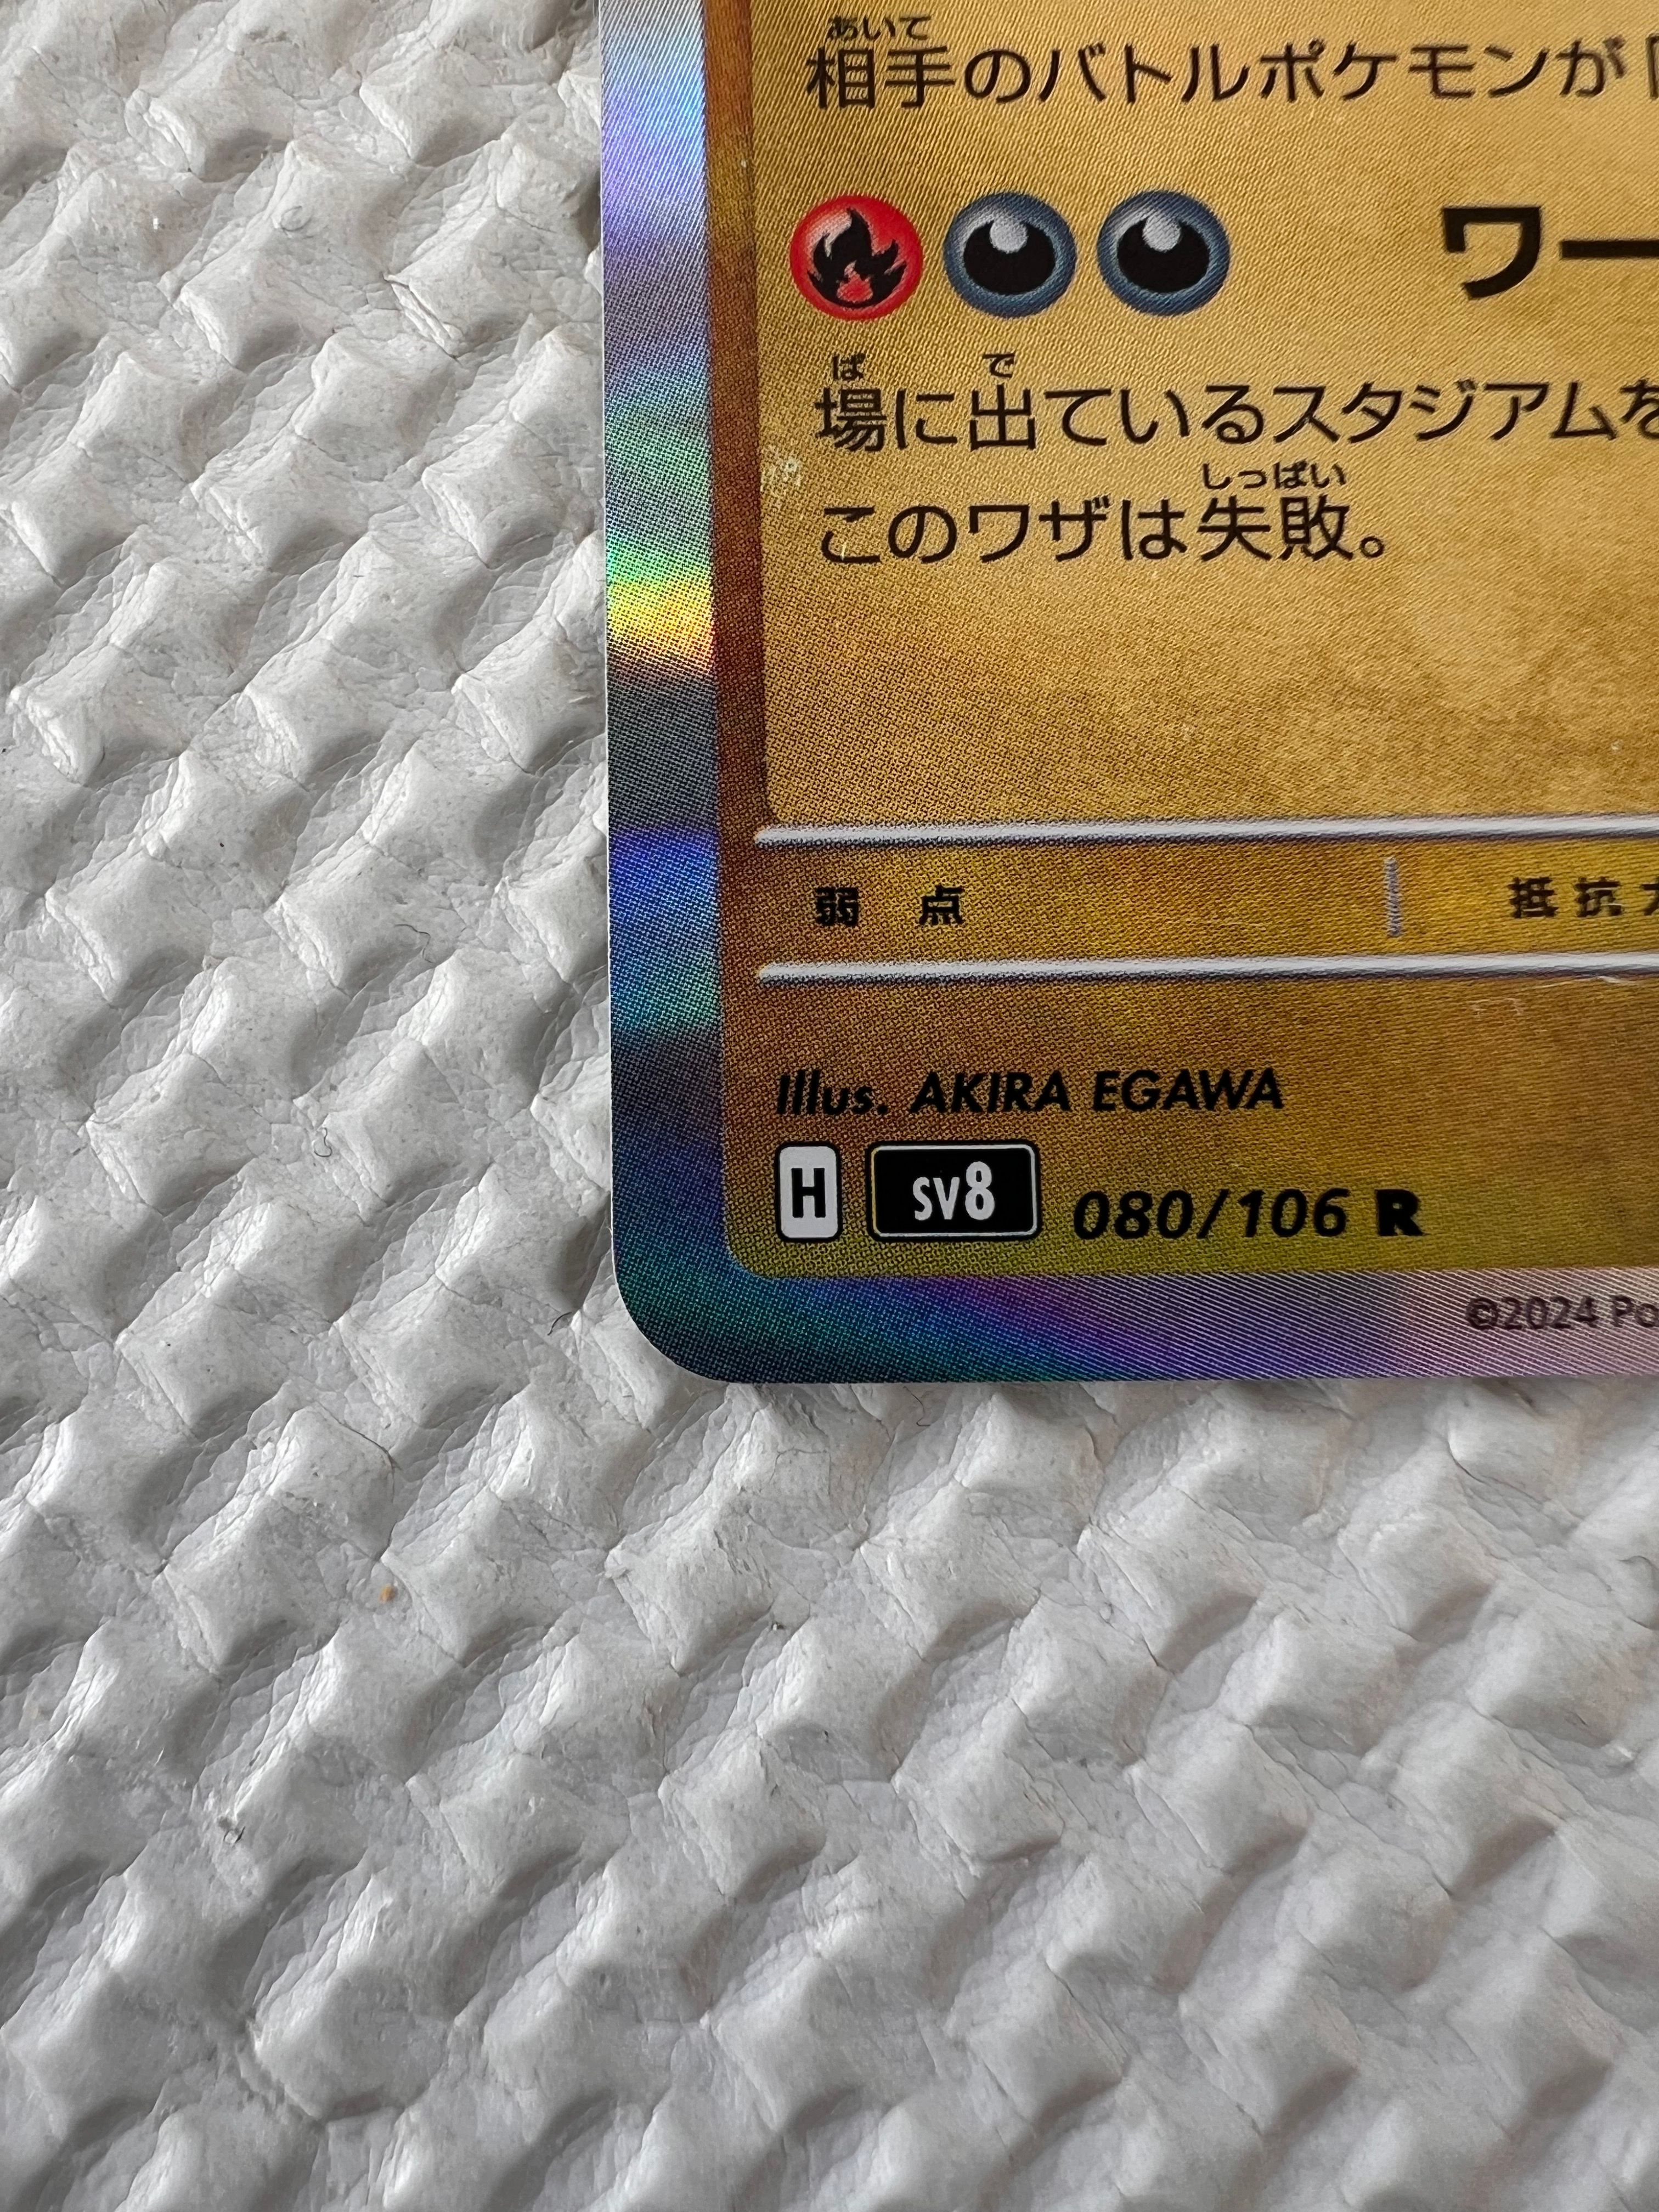 あいて
相手のバトルポケモンが
ワー
ば で
場に出ているスタジアムを
しっぱい
このワザは失敗。
弱 点 抵 抗
Illus. AKIRA EGAWA
H sv8 080/106 R
©2024